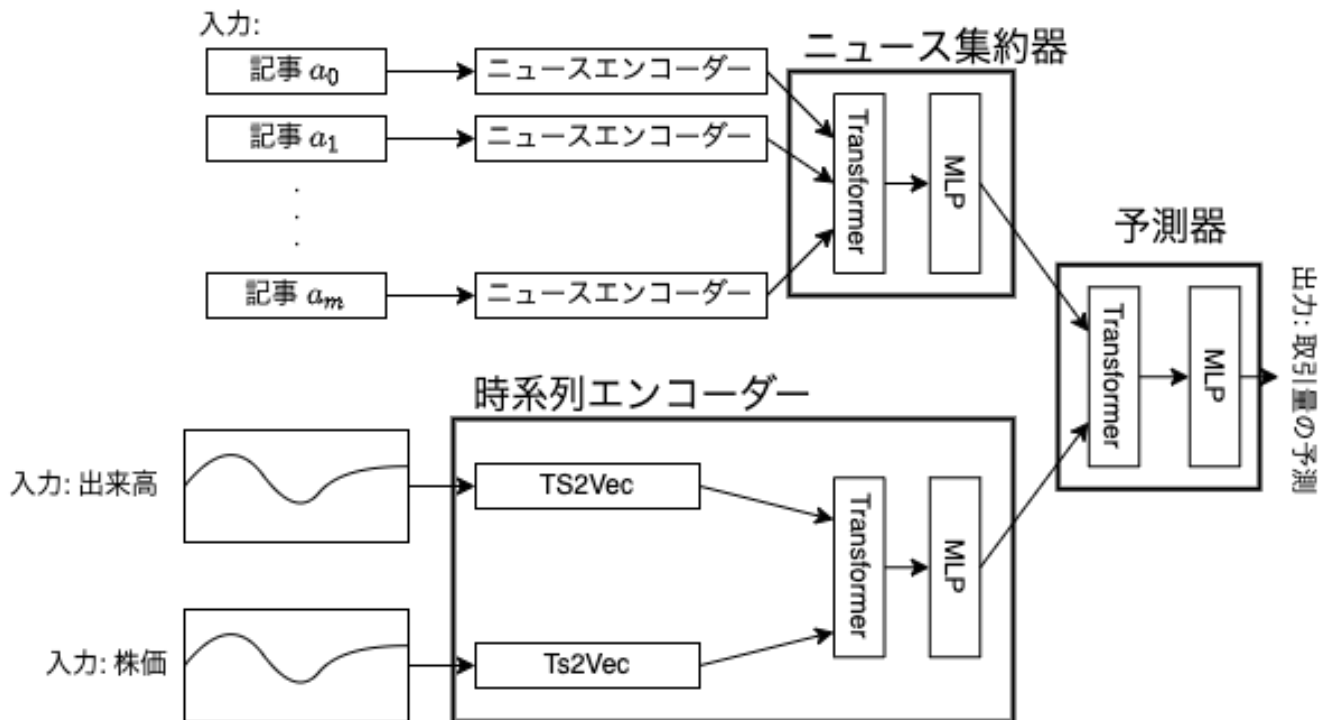 入力:
記事 a_0
ニュースエンコーダー
ニュース集約器
記事 a_1
ニュースエンコーダー
Transformer
MLP
記事 a_m
ニュースエンコーダー
予測器
Transformer
MLP
出力: 取引量の予測
時系列エンコーダー
入力: 出来高
TS2Vec
Transformer
MLP
入力: 株価
Ts2Vec